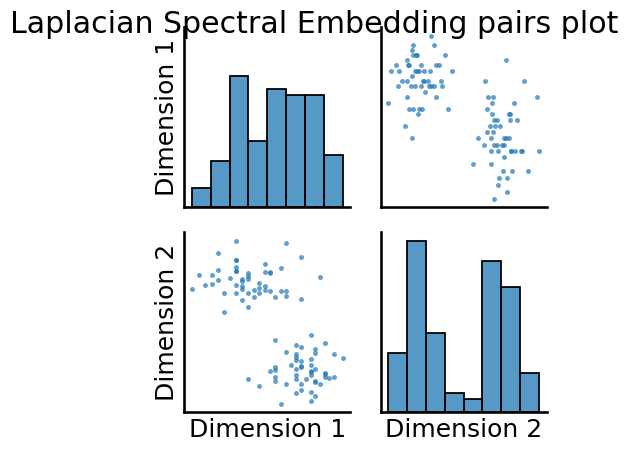 Laplacian Spectral Embedding pairs plot
Dimension 1
Dimension 2
Dimension 1
Dimension 2